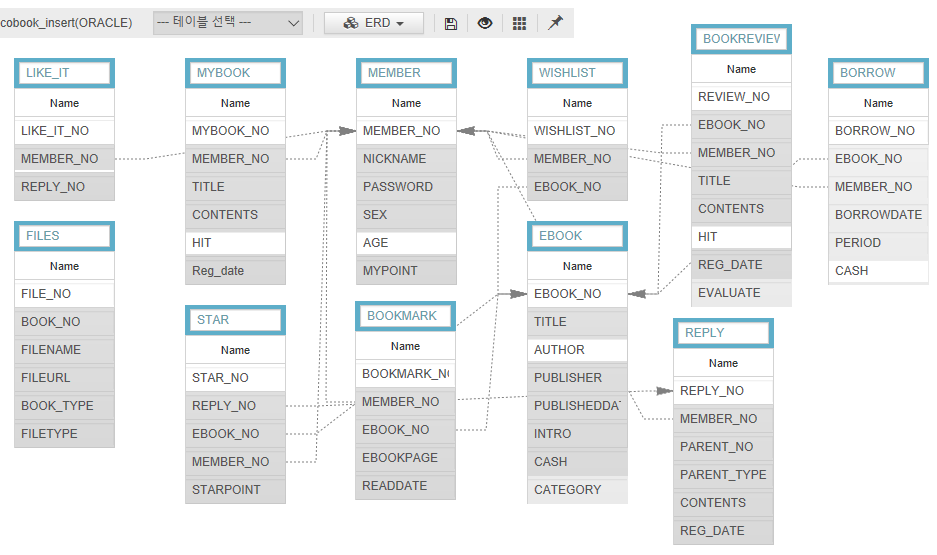 cobook_insert(ORACLE)
--- 테이블 선택 ---
ERD
LIKE_IT
Name
LIKE_IT_NO
MEMBER_NO
REPLY_NO
MYBOOK
Name
MYBOOK_NO
MEMBER_NO
TITLE
CONTENTS
HIT
Reg_date
MEMBER
Name
MEMBER_NO
NICKNAME
PASSWORD
SEX
AGE
MYPOINT
WISHLIST
Name
WISHLIST_NO
MEMBER_NO
EBOOK_NO
BOOKREVIEW
Name
REVIEW_NO
EBOOK_NO
MEMBER_NO
TITLE
CONTENTS
HIT
REG_DATE
EVALUATE
BORROW
Name
BORROW_NO
EBOOK_NO
MEMBER_NO
BORROWDATE
PERIOD
CASH
FILES
Name
FILE_NO
BOOK_NO
FILENAME
FILEURL
BOOK_TYPE
FILETYPE
STAR
Name
STAR_NO
REPLY_NO
EBOOK_NO
MEMBER_NO
STARPOINT
BOOKMARK
Name
BOOKMARK_NO
MEMBER_NO
EBOOK_NO
EBOOKPAGE
READDATE
EBOOK
Name
EBOOK_NO
TITLE
AUTHOR
PUBLISHER
PUBLISHEDDAT
INTRO
CASH
CATEGORY
REPLY
Name
REPLY_NO
MEMBER_NO
PARENT_NO
PARENT_TYPE
CONTENTS
REG_DATE